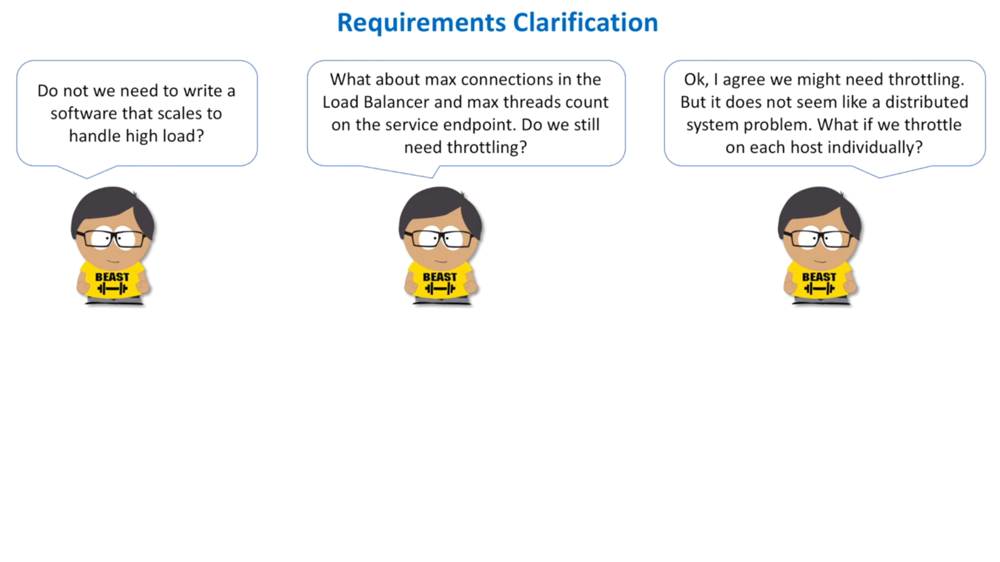 Requirements Clarification
Do not we need to write a
software that scales to
handle high load?
What about max connections in the
Load Balancer and max threads count
on the service endpoint. Do we still
need throttling?
Ok, I agree we might need throttling.
But it does not seem like a distributed
system problem. What if we throttle
on each host individually?
BEAST
BEAST
BEAST